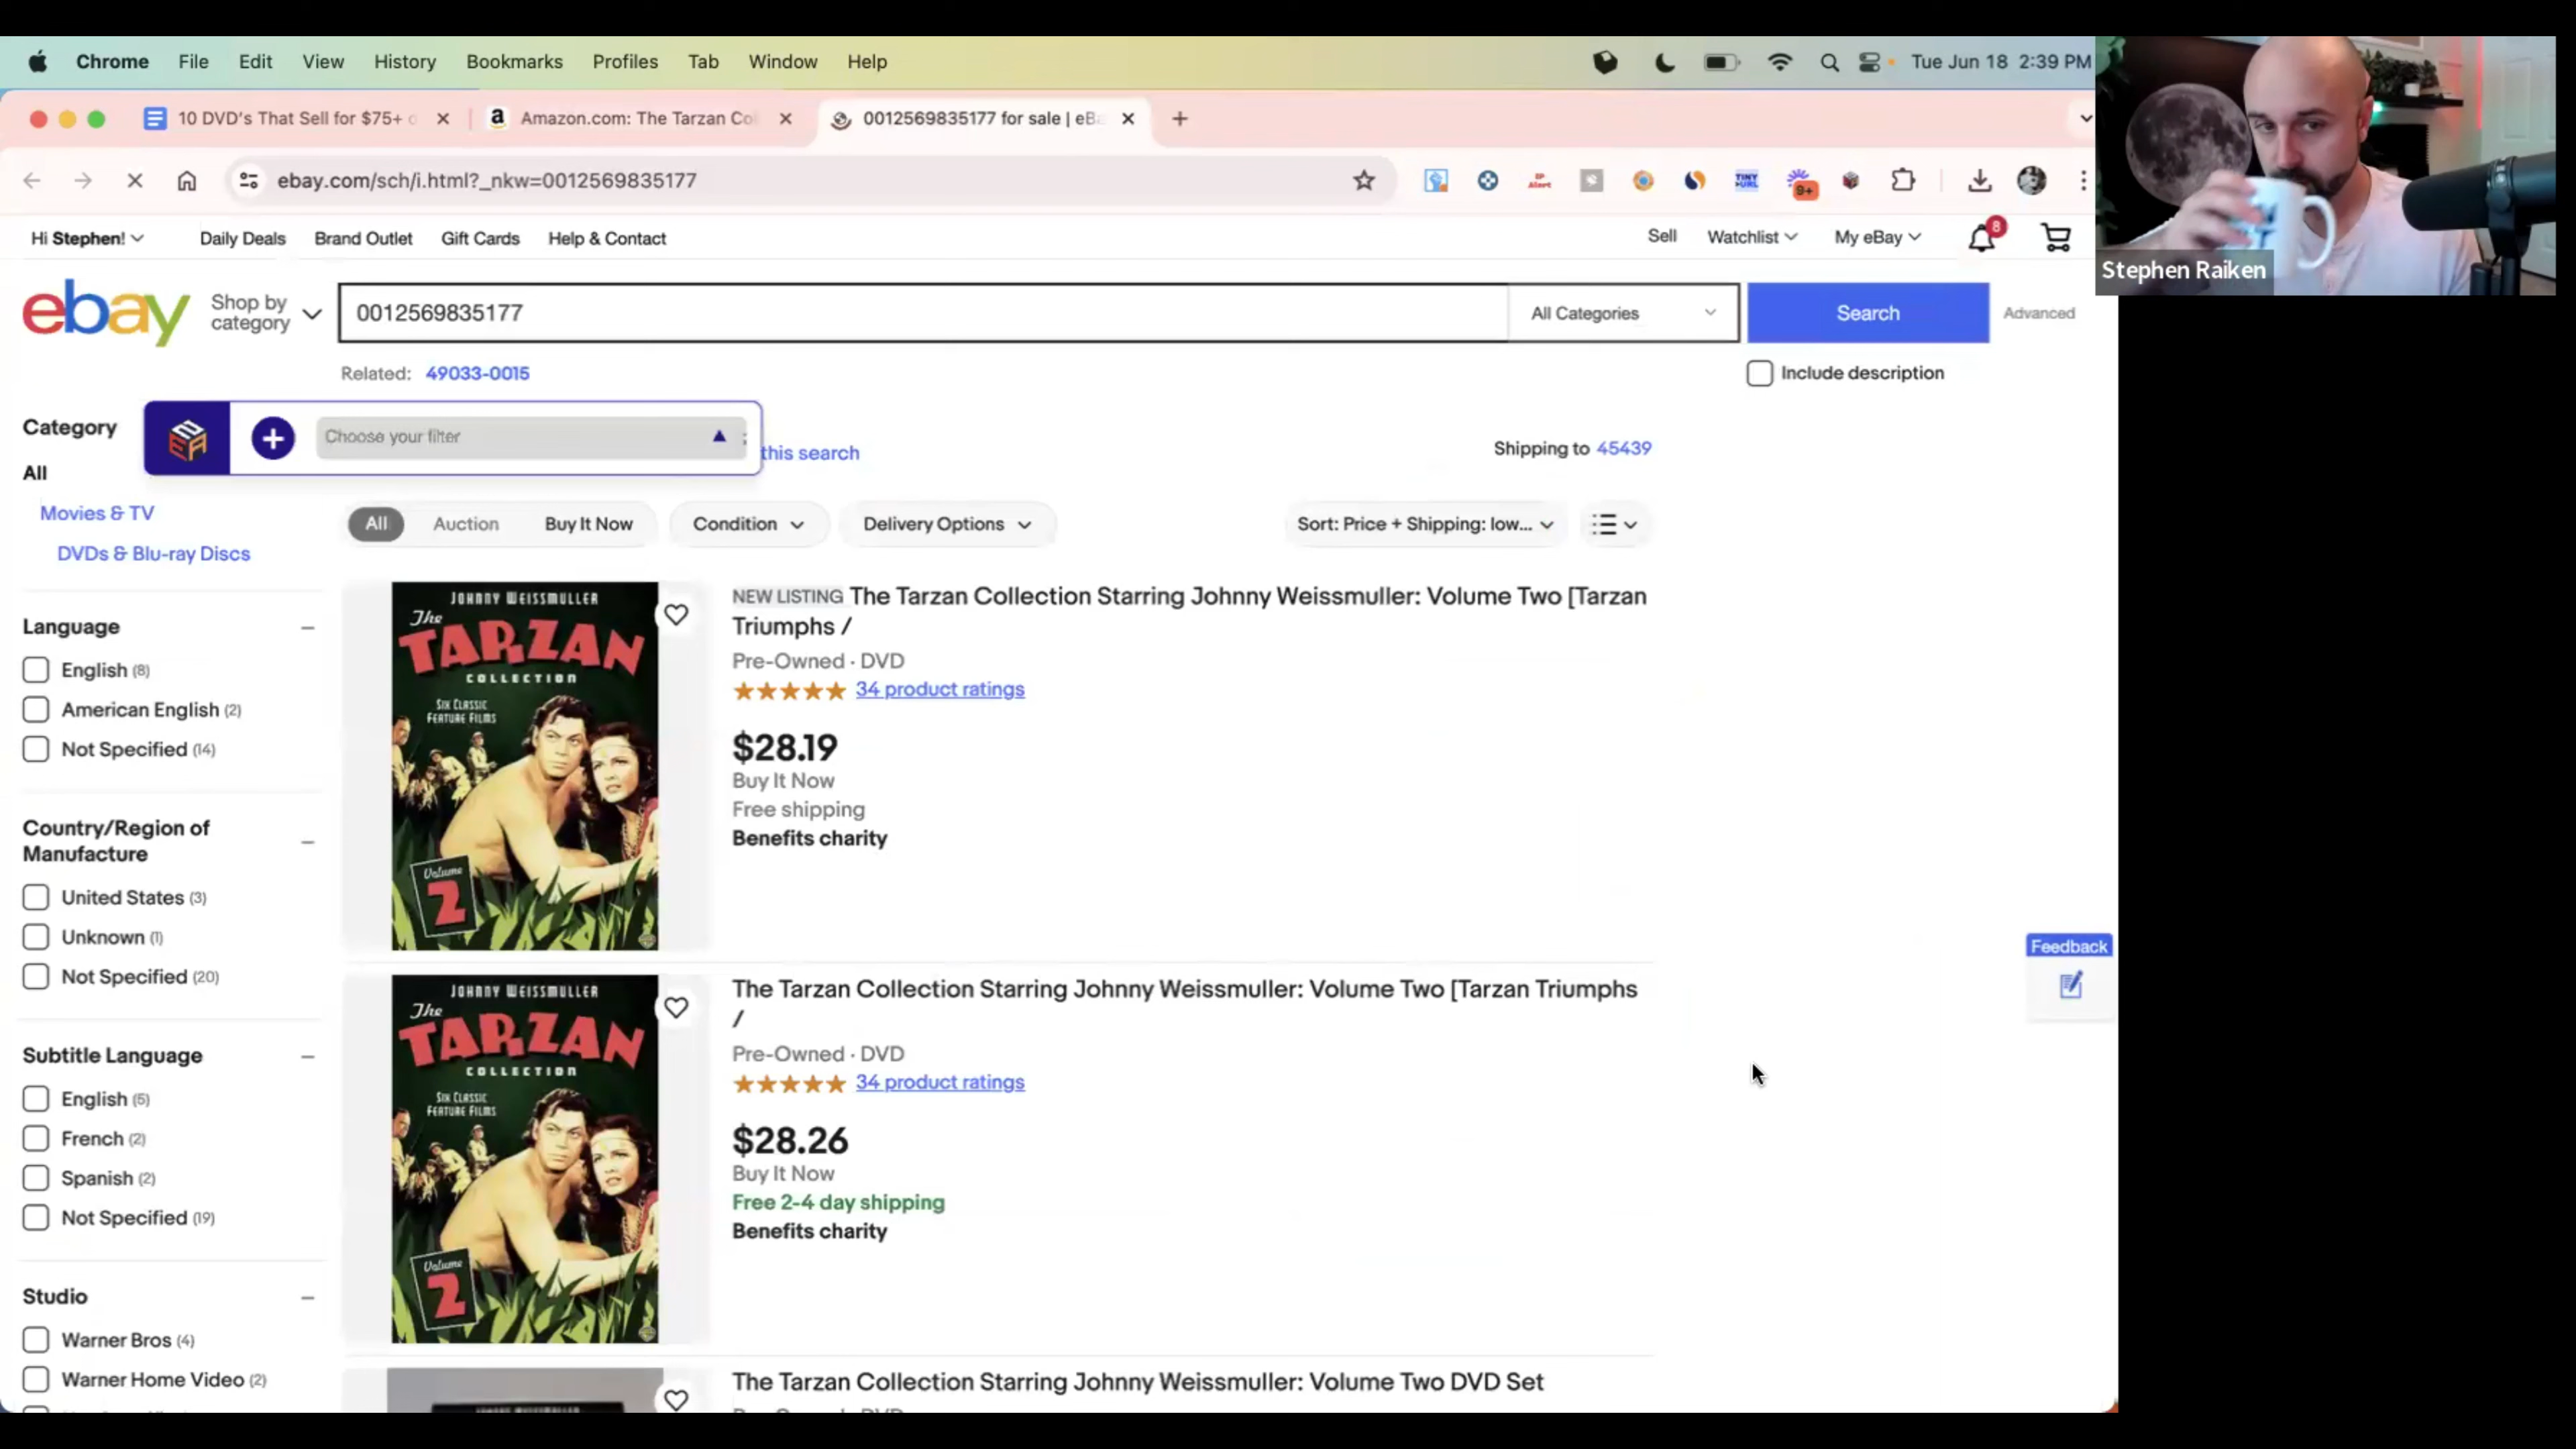 Chrome File Edit View History Bookmarks Profiles Tab Window Help
Tue Jun 18 2:39 PM
10 DVD's That Sell for $75+
Amazon.com: The Tarzan Co
0012569835177 for sale | eBa
ebay.com/sch/i.html?_nkw=0012569835177
IP Alert
TINY URL
9+
Hi Stephen! Daily Deals Brand Outlet Gift Cards Help & Contact
Sell Watchlist My eBay 8
Stephen Raiken
ebay
Shop by
category
0012569835177
All Categories
Search
Advanced
Related: 49033-0015
Include description
Category
Choose your filter
this search
Shipping to 45439
All
Movies & TV
DVDs & Blu-ray Discs
All Auction Buy It Now Condition Delivery Options
Sort: Price + Shipping: low...
Language
English (8)
American English (2)
Not Specified (14)
Country/Region of
Manufacture
United States (3)
Unknown (1)
Not Specified (20)
Subtitle Language
English (5)
French (2)
Spanish (2)
Not Specified (19)
Studio
Warner Bros (4)
Warner Home Video (2)
JOHNNY WEISSMULLER
The
TARZAN
COLLECTION
SIX CLASSIC
FEATURE FILMS
Volume
2
NEW LISTING The Tarzan Collection Starring Johnny Weissmuller: Volume Two [Tarzan
Triumphs /
Pre-Owned · DVD
34 product ratings
$28.19
Buy It Now
Free shipping
Benefits charity
JOHNNY WEISSMULLER
The
TARZAN
COLLECTION
SIX CLASSIC
FEATURE FILMS
Volume
2
The Tarzan Collection Starring Johnny Weissmuller: Volume Two [Tarzan Triumphs
/
Pre-Owned · DVD
34 product ratings
$28.26
Buy It Now
Free 2-4 day shipping
Benefits charity
The Tarzan Collection Starring Johnny Weissmuller: Volume Two DVD Set
Feedback